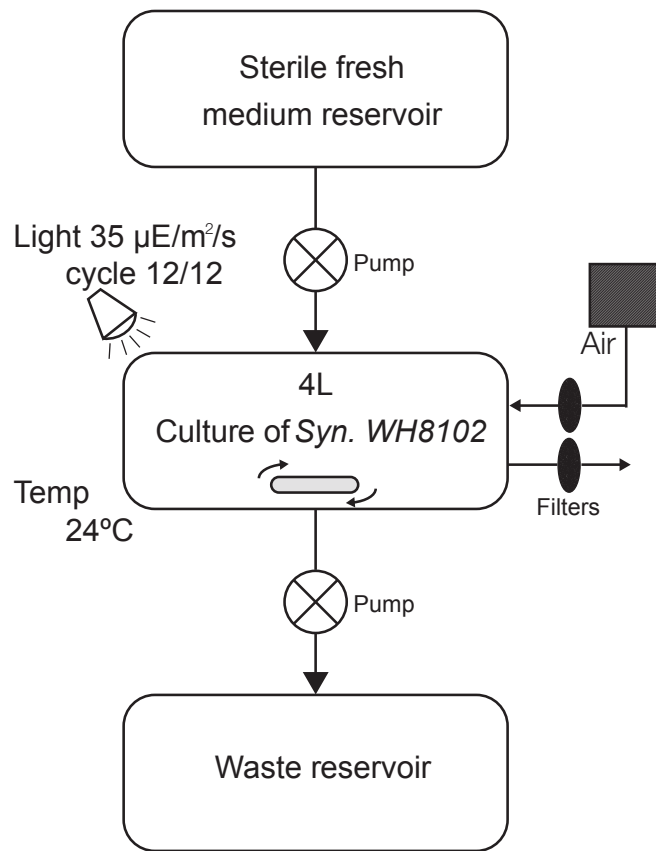 Sterile fresh
medium reservoir
Light 35 µE/m²/s
cycle 12/12
Pump
Air
4L
Culture of Syn. WH8102
Temp
24ºC
Filters
Pump
Waste reservoir